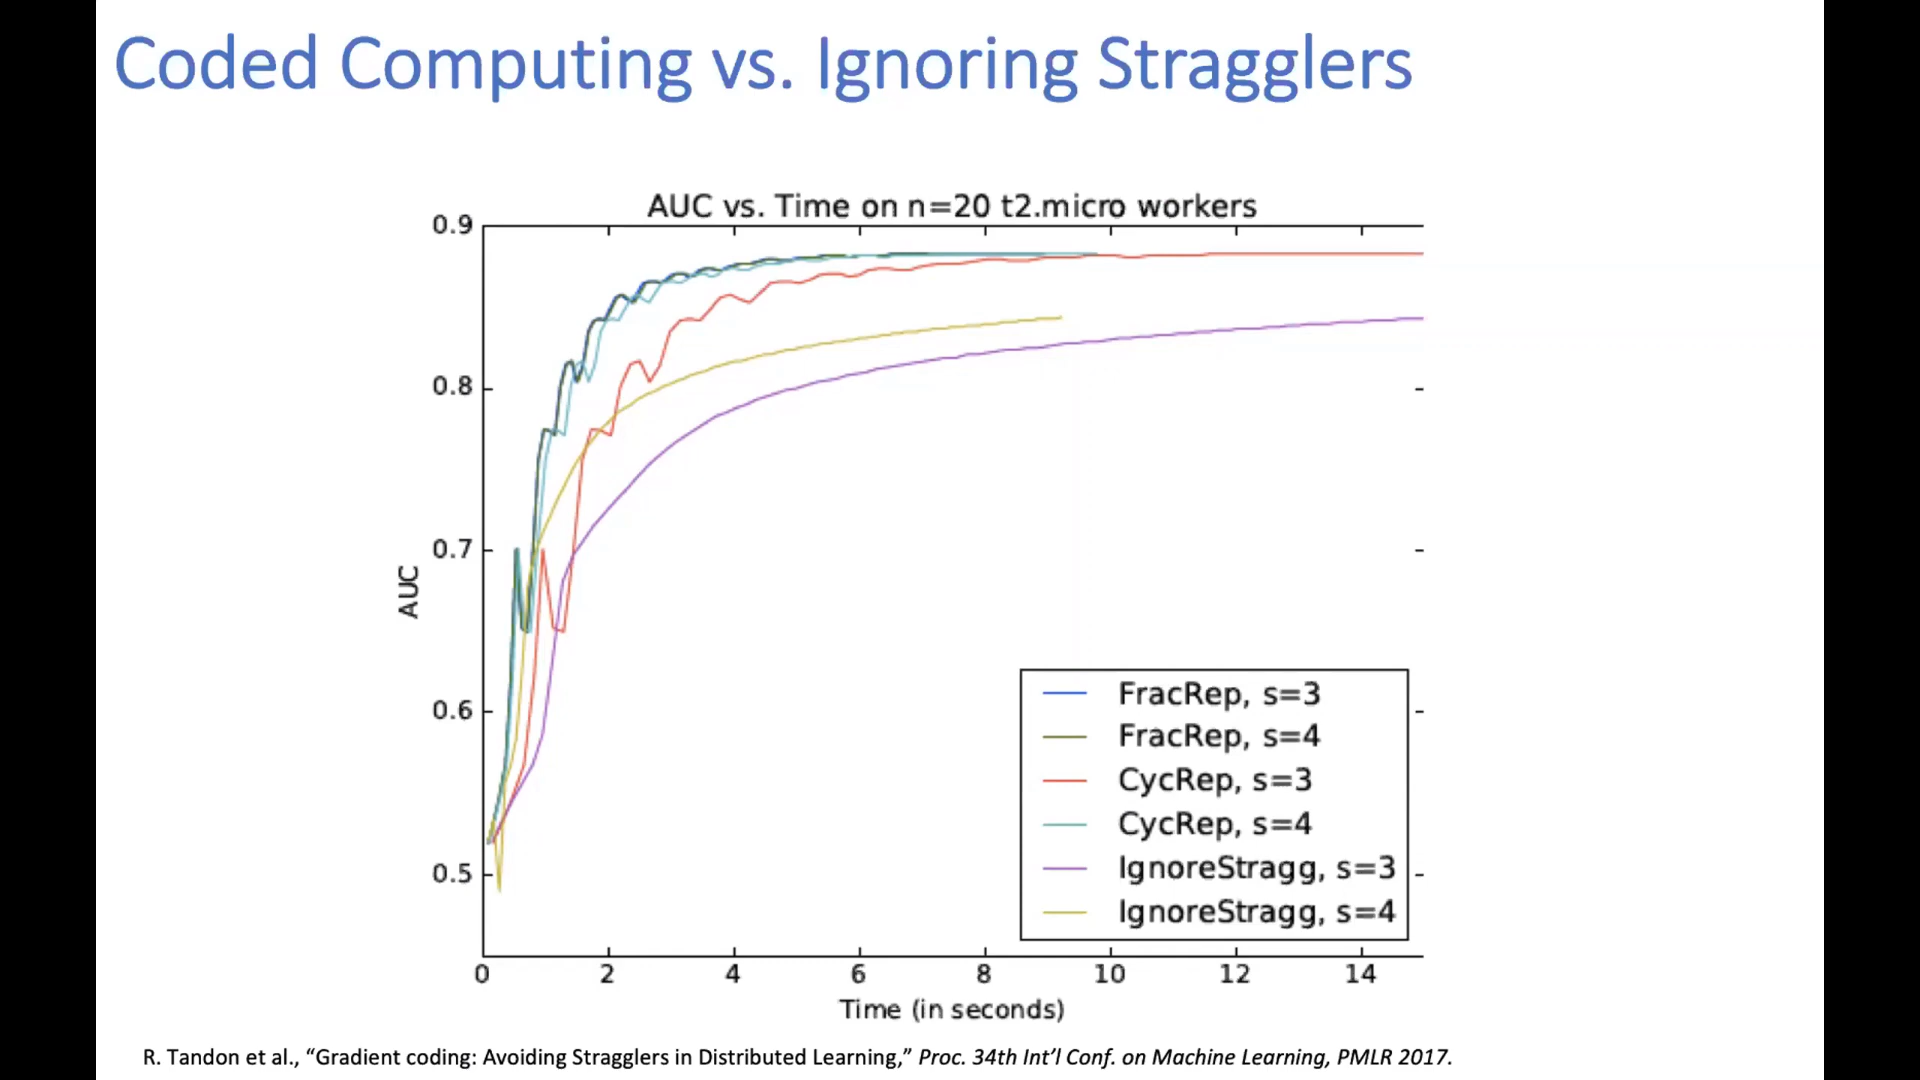 Coded Computing vs. Ignoring Stragglers
AUC vs. Time on n=20 t2.micro workers
0.9
0.8
0.7
0.6
0.5
AUC
FracRep, s=3
FracRep, s=4
CycRep, s=3
CycRep, s=4
IgnoreStragg, s=3
IgnoreStragg, s=4
0 2 4 6 8 10 12 14
Time (in seconds)
R. Tandon et al., “Gradient coding: Avoiding Stragglers in Distributed Learning,” Proc. 34th Int’l Conf. on Machine Learning, PMLR 2017.